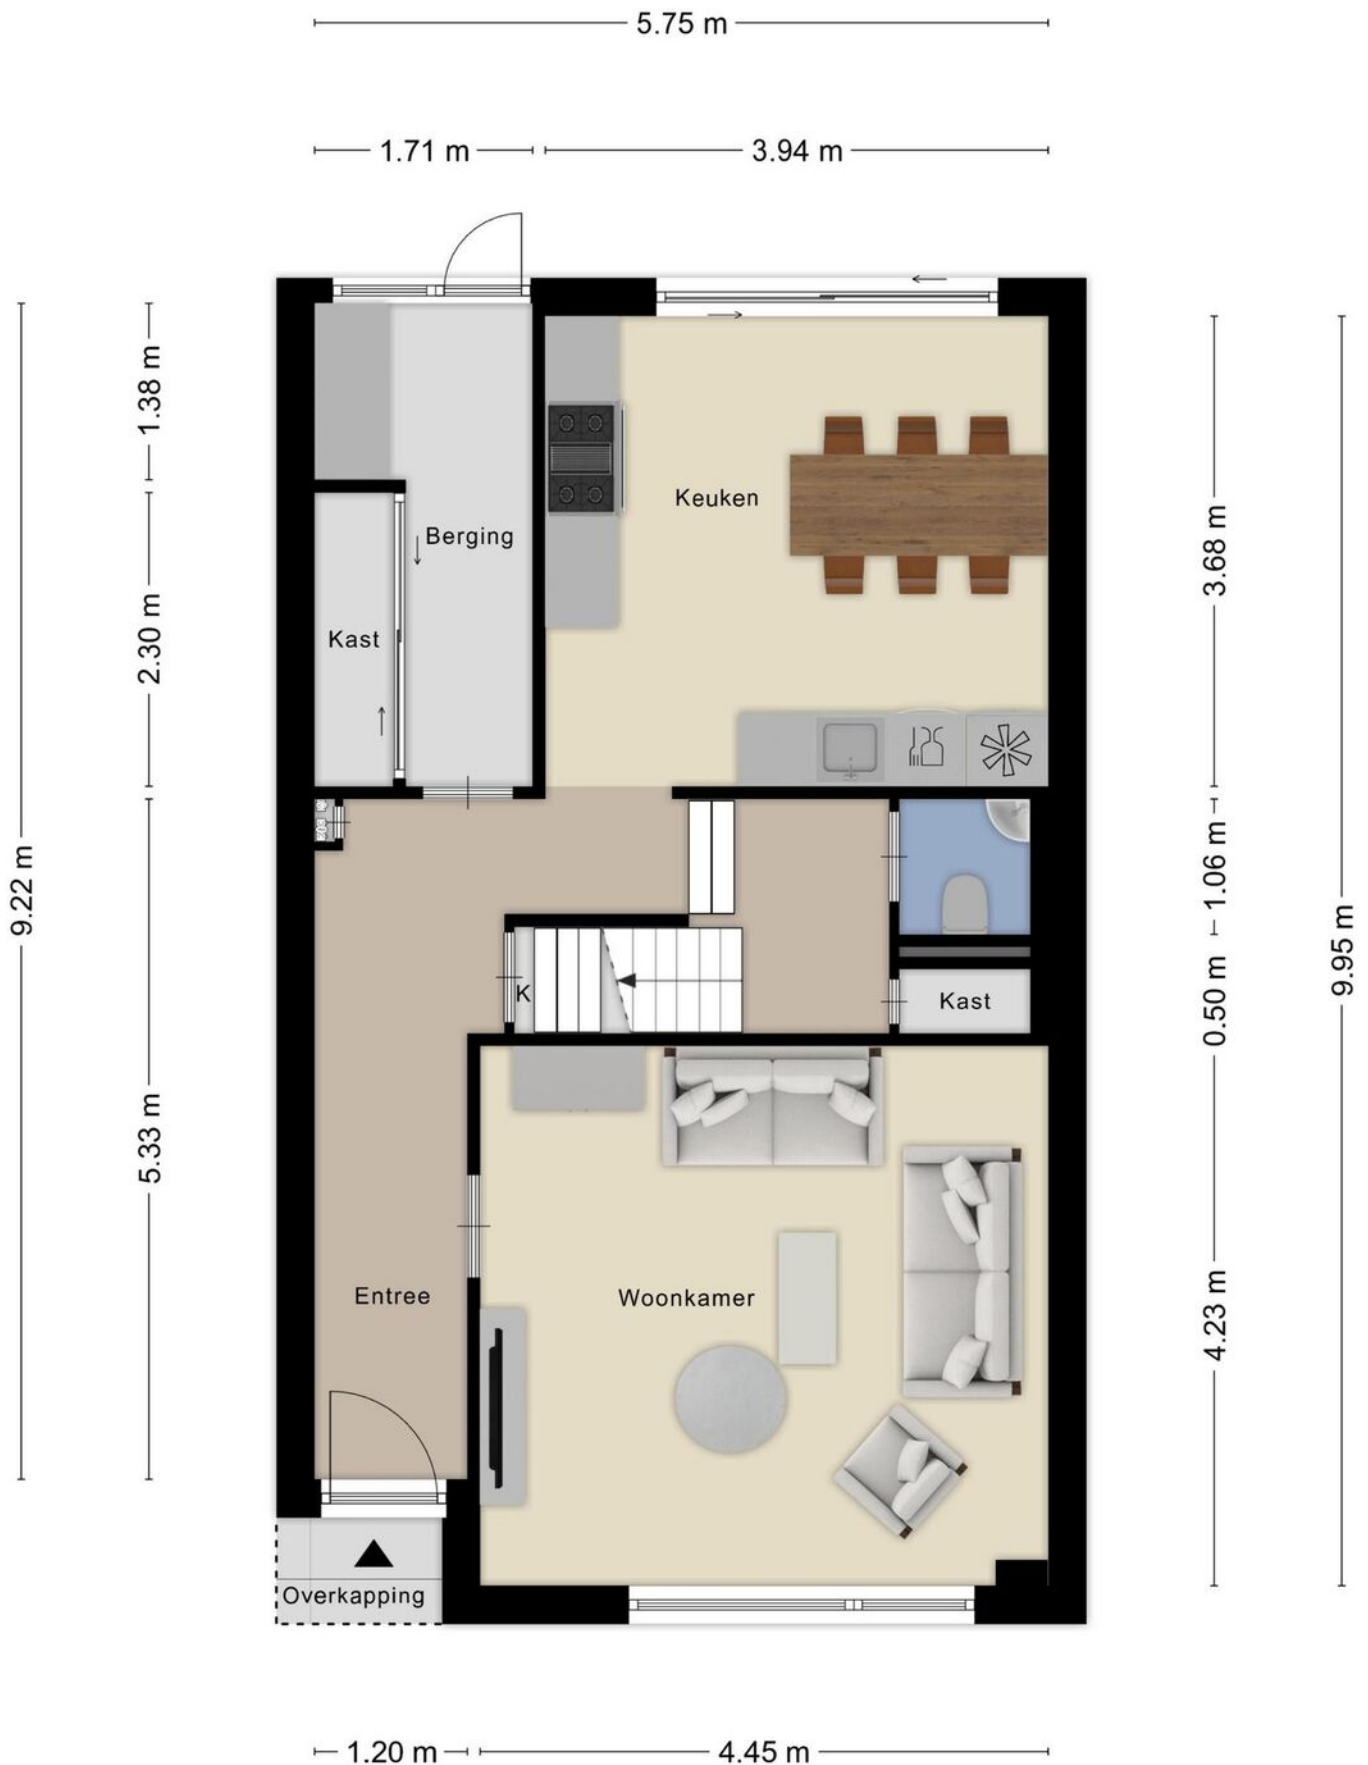 5.75 m
1.71 m
3.94 m
1.38 m
Keuken
Berging
3.68 m
2.30 m
Kast
9.22 m
1.06 m
9.95 m
K
Kast
0.50 m
5.33 m
Entree
Woonkamer
4.23 m
Overkapping
1.20 m
4.45 m